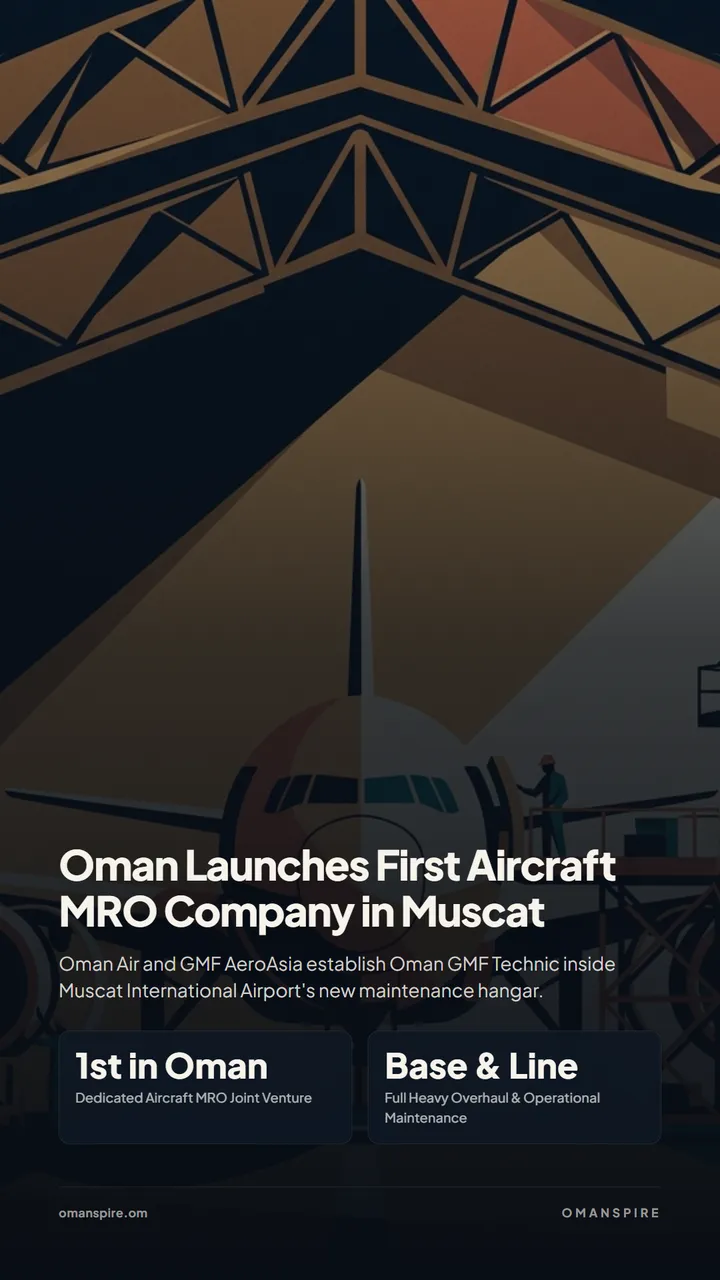 Oman Launches First Aircraft
MRO Company in Muscat
Oman Air and GMF AeroAsia establish Oman GMF Technic inside
Muscat International Airport's new maintenance hangar.
1st in Oman
Dedicated Aircraft MRO Joint Venture
Base & Line
Full Heavy Overhaul & Operational
Maintenance
omanspire.om
OMANSPIRE